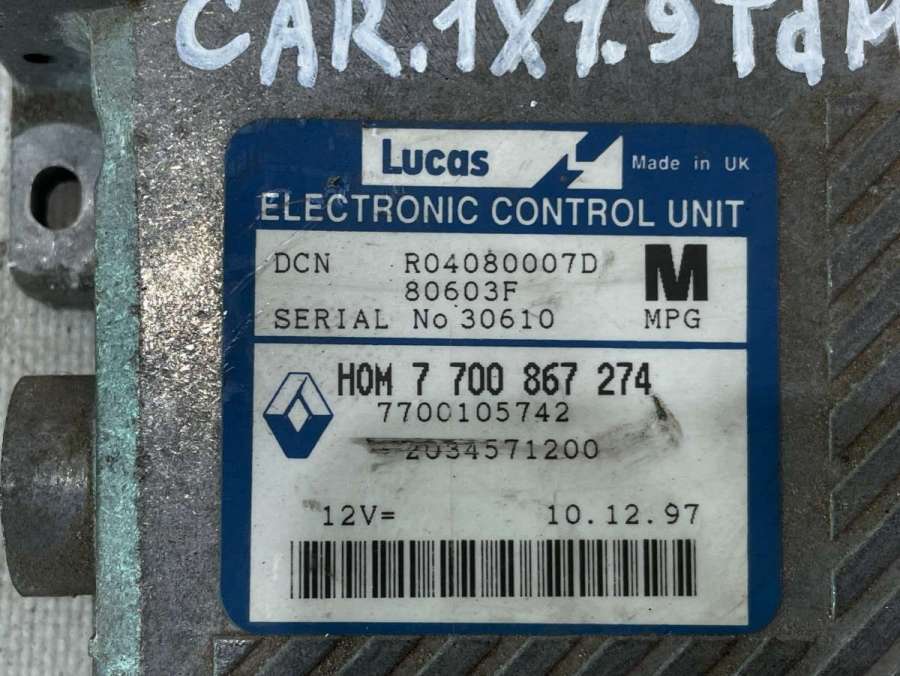 CAR.1X1.9TdM
Lucas
Made in UK
ELECTRONIC CONTROL UNIT
DCN R04080007D M
80603F
SERIAL No 30610 MPG
HOM 7 700 867 274
7700105742
2034571200
12V= 10.12.97